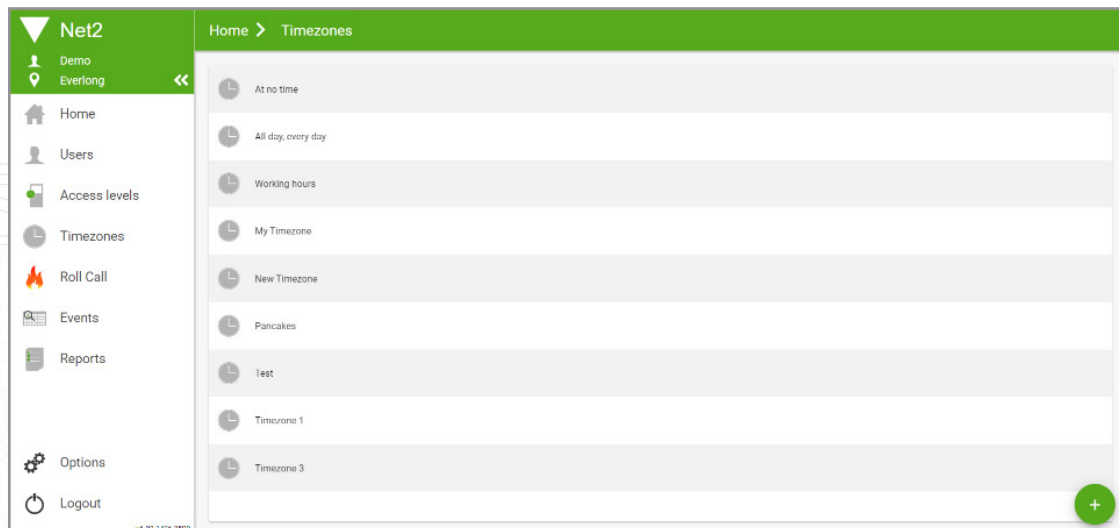 Net2
Demo
Everlong
Home
Users
Access levels
Timezones
Roll Call
Events
Reports
Options
Logout
Home > Timezones
At no time
All day, every day
Working hours
My Timezone
New Timezone
Pancakes
Test
Timezone 1
Timezone 3
+